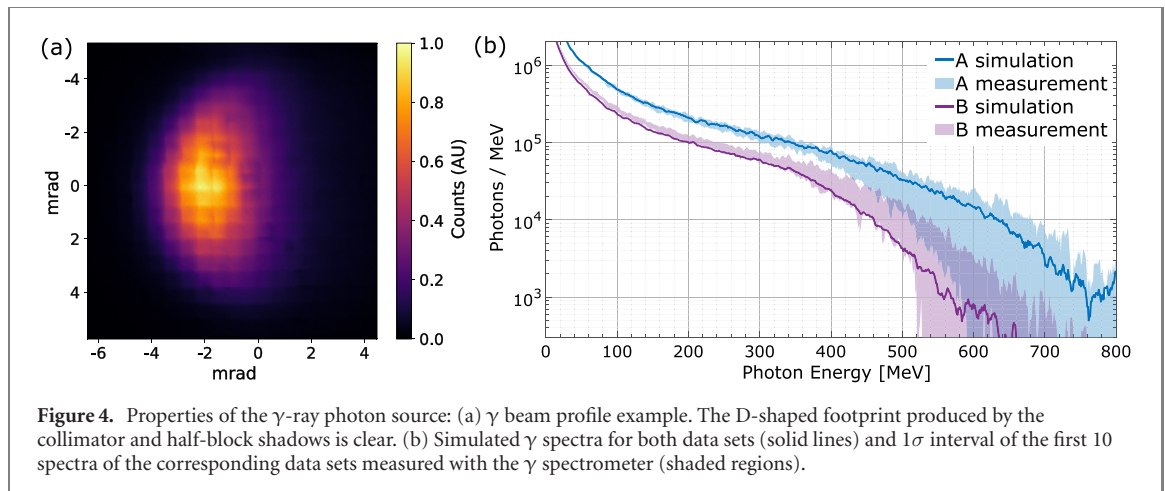 (a)
-4
-2
0
2
4
mrad
-6
-4
-2
0
2
4
mrad
1.0
0.8
0.6
0.4
0.2
0.0
Counts (AU)
(b)
10⁶
10⁵
10⁴
10³
Photons / MeV
0
100
200
300
400
500
600
700
800
Photon Energy [MeV]
A simulation
A measurement
B simulation
B measurement
Figure 4. Properties of the γ-ray photon source: (a) γ beam profile example. The D-shaped footprint produced by the
collimator and half-block shadows is clear. (b) Simulated γ spectra for both data sets (solid lines) and 1σ interval of the first 10
spectra of the corresponding data sets measured with the γ spectrometer (shaded regions).